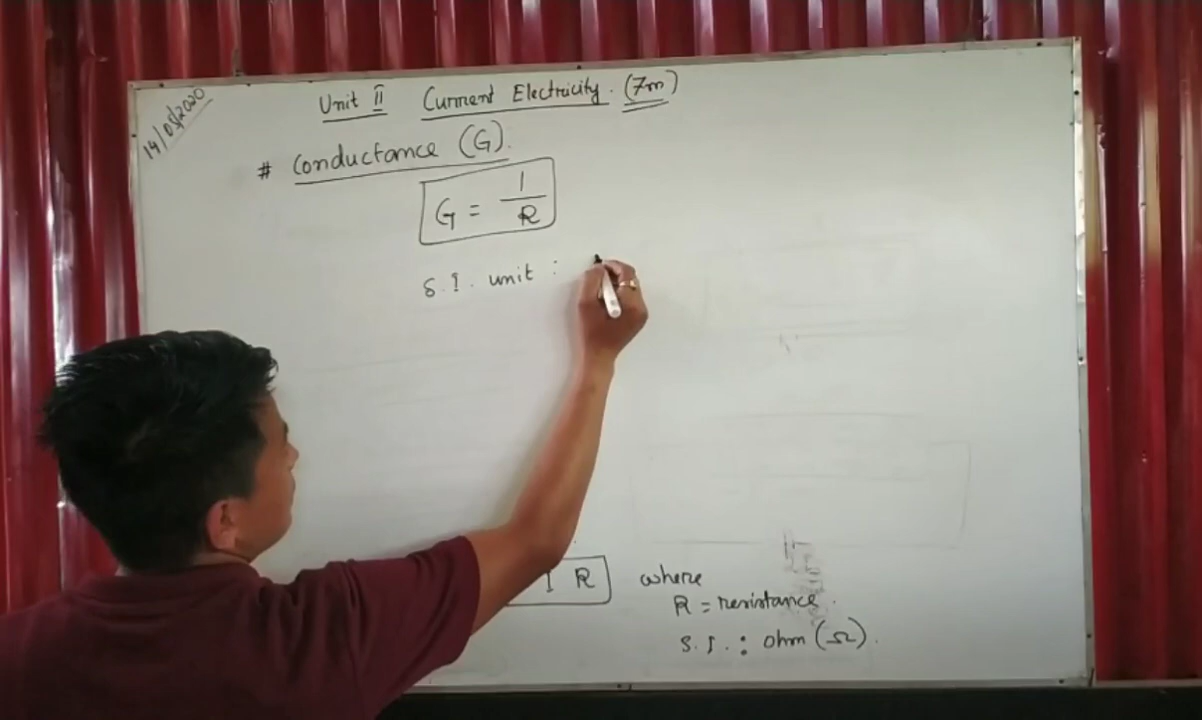 14/05/2020
Unit II Current Electricity. (7m)
# Conductance (G).
G = 1/R
S.I. unit :
I R where
R = resistance.
S.I. : ohm (Ω).